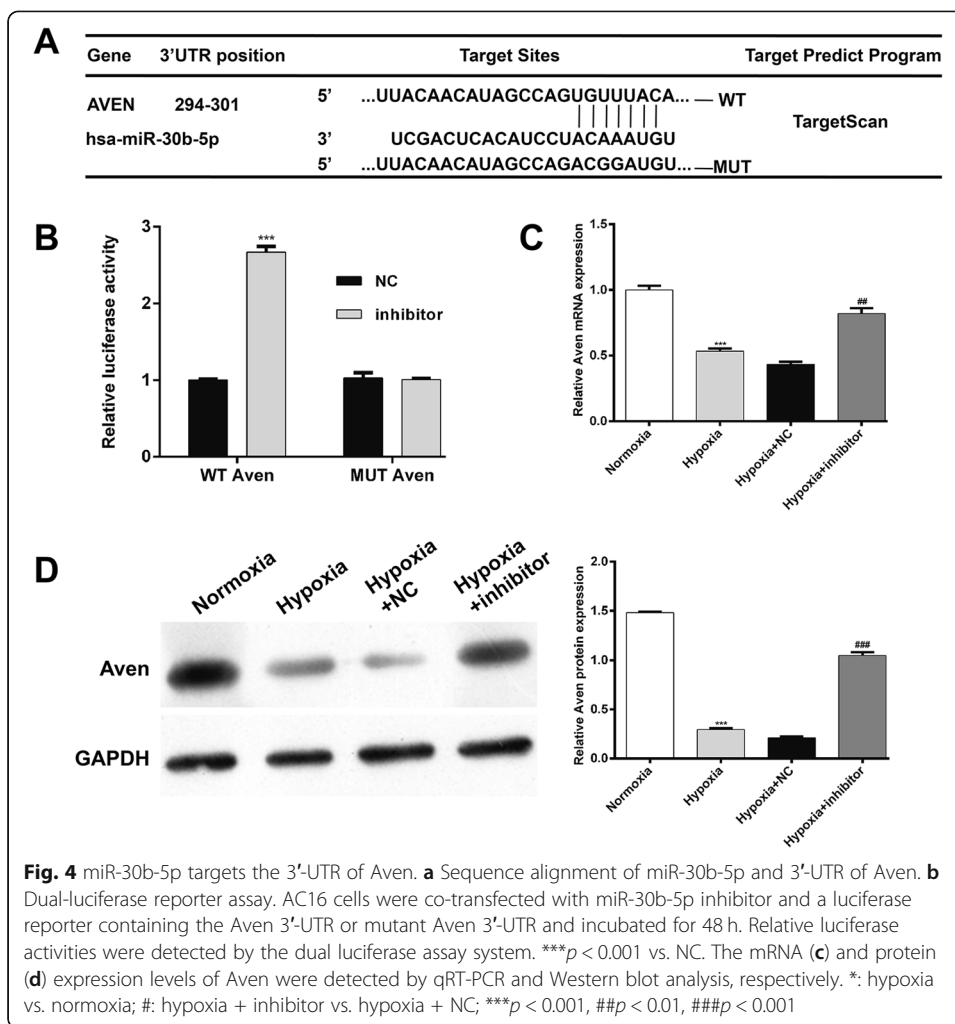 A
Gene 3'UTR position Target Sites Target Predict Program
5' ...UUACAACAUAGCCAGUGUUUACA... — WT
AVEN 294-301
TargetScan
hsa-miR-30b-5p 3' UCGACUCACAUCCUACAAAUGU
5' ...UUACAACAUAGCCAGACGGAUGU... —MUT
B
Relative luciferase activity
3
2
1
0
***
NC
inhibitor
WT Aven MUT Aven
C
Relative Aven mRNA expression
1.5
1.0
0.5
0.0
***
##
Normoxia
Hypoxia
Hypoxia+NC
Hypoxia+inhibitor
D
Normoxia
Hypoxia
Hypoxia
+NC
Hypoxia
+inhibitor
Aven
GAPDH
Relative Aven protein expression
2.0
1.5
1.0
0.5
0.0
***
###
Normoxia
Hypoxia
Hypoxia+NC
Hypoxia+inhibitor
Fig. 4 miR-30b-5p targets the 3′-UTR of Aven. a Sequence alignment of miR-30b-5p and 3′-UTR of Aven. b
Dual-luciferase reporter assay. AC16 cells were co-transfected with miR-30b-5p inhibitor and a luciferase
reporter containing the Aven 3′-UTR or mutant Aven 3′-UTR and incubated for 48 h. Relative luciferase
activities were detected by the dual luciferase assay system. ***p < 0.001 vs. NC. The mRNA (c) and protein
(d) expression levels of Aven were detected by qRT-PCR and Western blot analysis, respectively. *: hypoxia
vs. normoxia; #: hypoxia + inhibitor vs. hypoxia + NC; ***p < 0.001, ##p < 0.01, ###p < 0.001